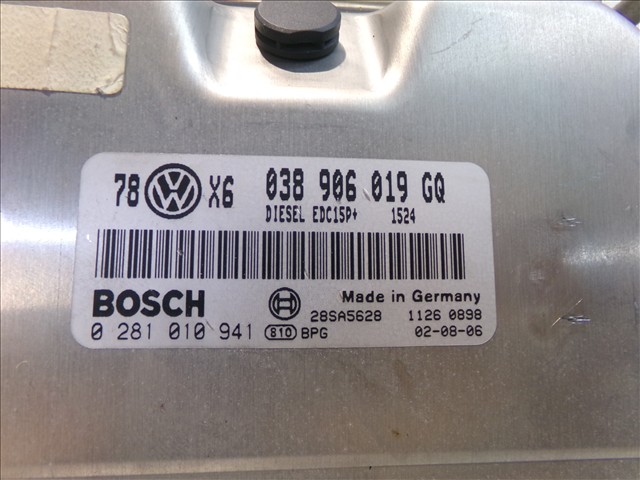 78 VW X6 038 906 019 GQ
DIESEL EDC15P+ 1524
BOSCH Made in Germany
28SA5628 1126 0898
0 281 010 941 810 BPG 02-08-06